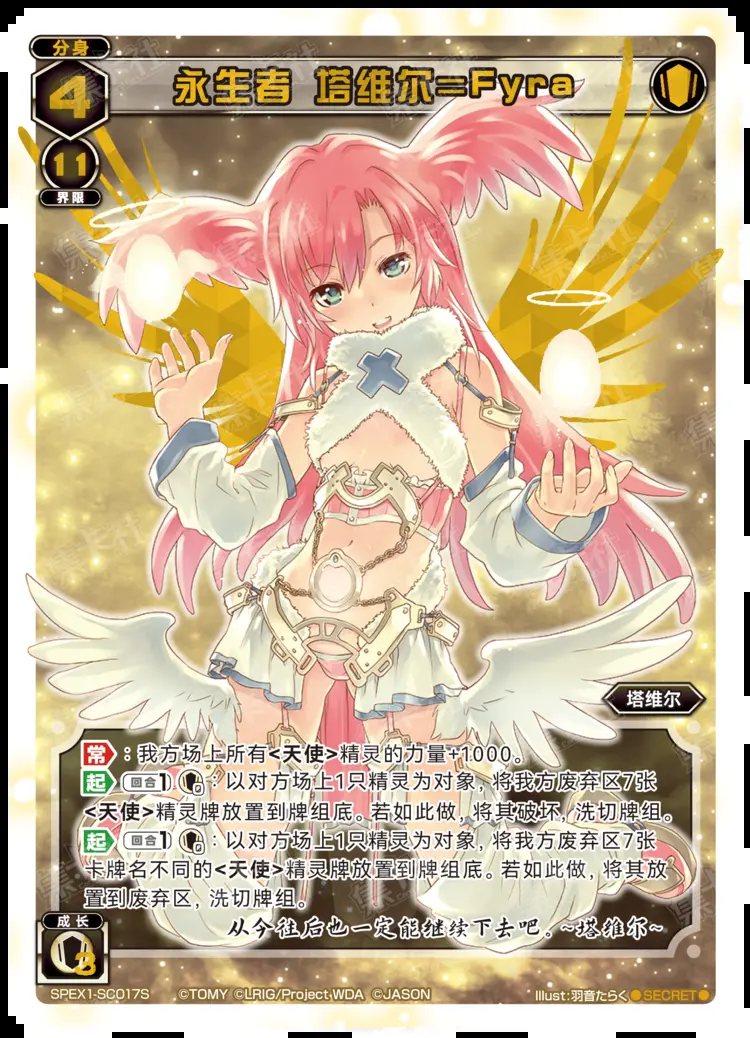 分身
4
永生者 塔维尔=Fyra
11
界限
塔维尔
常：我方场上所有<天使>精灵的力量+1000。
起 回合1 0：以对方场上1只精灵为对象，将我方废弃区7张
<天使>精灵牌放置到牌组底。若如此做，将其破坏，洗切牌组。
起 回合1 0：以对方场上1只精灵为对象，将我方废弃区7张
卡牌名不同的<天使>精灵牌放置到牌组底。若如此做，将其放
置到废弃区，洗切牌组。
从今往后也一定能继续下去吧。~塔维尔~
成长
3
SPEX1-SC017S ©TOMY ©LRIG/Project WDA ©JASON Illust:羽音たらく●SECRET●